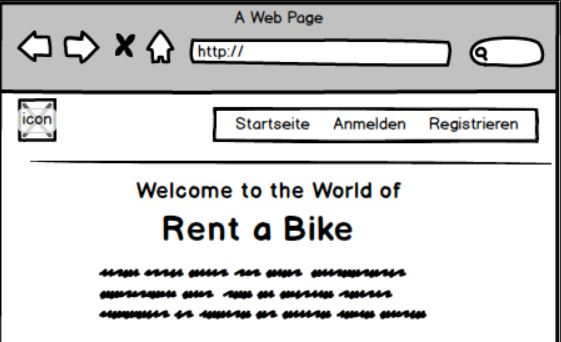 A Web Page
http://
icon
Startseite Anmelden Registrieren
Welcome to the World of
Rent a Bike